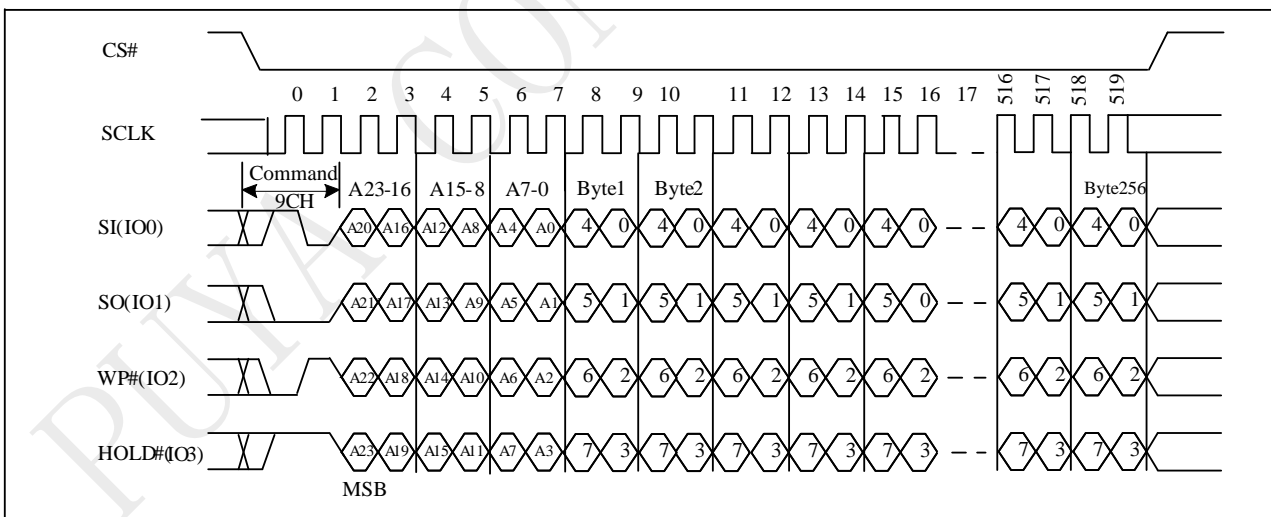 PUYA CON
CS#
0 1 2 3 4 5 6 7 8 9 10 11 12 13 14 15 16 17 516 517 518 519
SCLK
Command
9CH
A23-16 A15-8 A7-0 Byte1 Byte2 Byte256
SI(IO0) A20 A16 A12 A8 A4 A0 4 0 4 0 4 0 4 0 4 0 4 0 4 0
SO(IO1) A21 A17 A13 A9 A5 A1 5 1 5 1 5 1 5 1 5 0 5 1 5 1
WP#(IO2) A22 A18 A14 A10 A6 A2 6 2 6 2 6 2 6 2 6 2 6 2 6 2
HOLD#(IO3) A23 A19 A15 A11 A7 A3 7 3 7 3 7 3 7 3 7 3 7 3 7 3
MSB